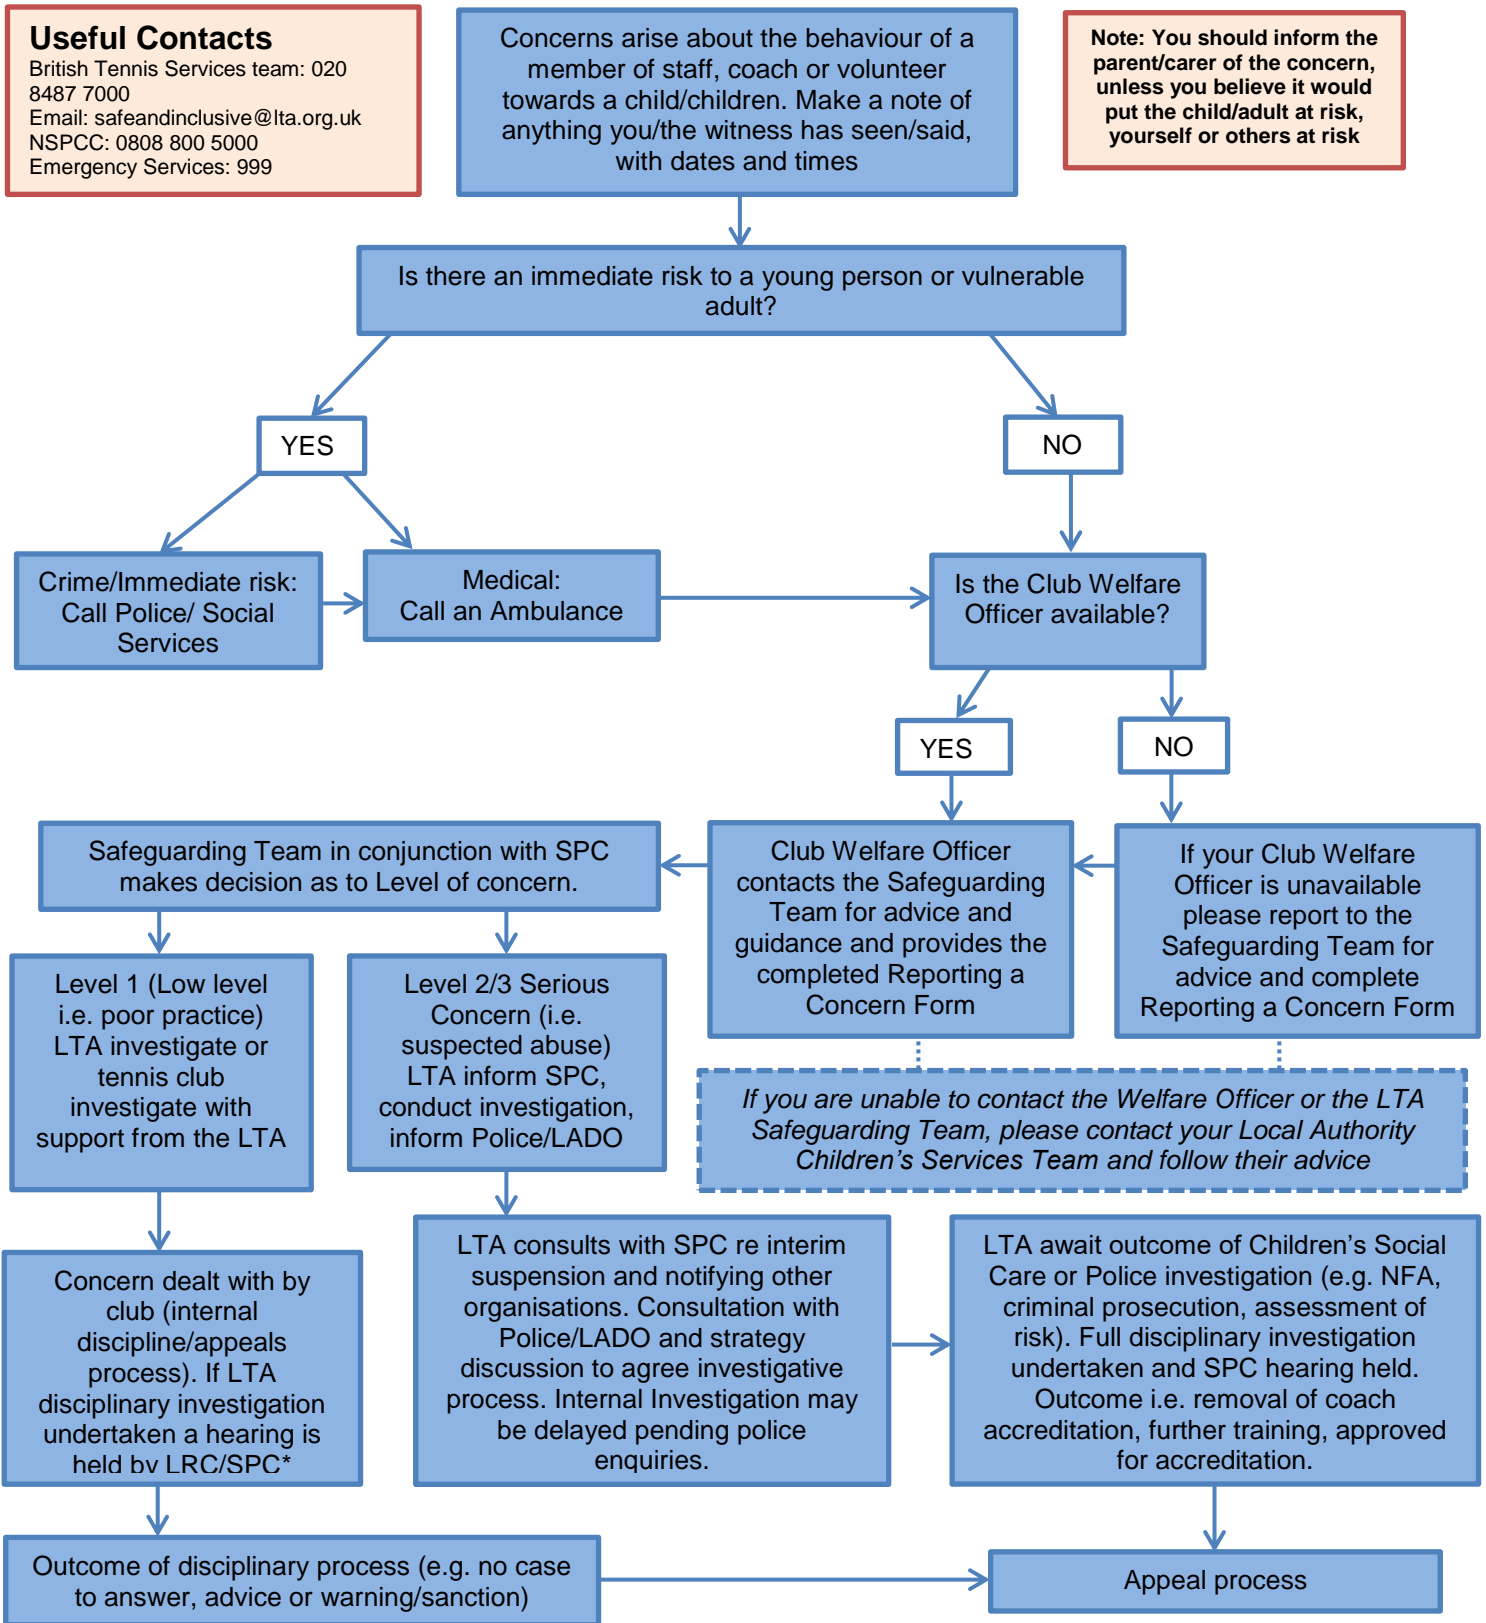 Useful Contacts
British Tennis Services team: 020
8487 7000
Email: safeandinclusive@lta.org.uk
NSPCC: 0808 800 5000
Emergency Services: 999
Concerns arise about the behaviour of a
member of staff, coach or volunteer
towards a child/children. Make a note of
anything you/the witness has seen/said,
with dates and times
Note: You should inform the
parent/carer of the concern,
unless you believe it would
put the child/adult at risk,
yourself or others at risk
Is there an immediate risk to a young person or vulnerable
adult?
YES
NO
Crime/Immediate risk:
Call Police/ Social
Services
Medical:
Call an Ambulance
Is the Club Welfare
Officer available?
YES
NO
Safeguarding Team in conjunction with SPC
makes decision as to Level of concern.
Club Welfare Officer
contacts the Safeguarding
Team for advice and
guidance and provides the
completed Reporting a
Concern Form
If your Club Welfare
Officer is unavailable
please report to the
Safeguarding Team for
advice and complete
Reporting a Concern Form
Level 1 (Low level
i.e. poor practice)
LTA investigate or
tennis club
investigate with
support from the LTA
Level 2/3 Serious
Concern (i.e.
suspected abuse)
LTA inform SPC,
conduct investigation,
inform Police/LADO
If you are unable to contact the Welfare Officer or the LTA
Safeguarding Team, please contact your Local Authority
Children's Services Team and follow their advice
Concern dealt with by
club (internal
discipline/appeals
process). If LTA
disciplinary investigation
undertaken a hearing is
held by LRC/SPC*
LTA consults with SPC re interim
suspension and notifying other
organisations. Consultation with
Police/LADO and strategy
discussion to agree investigative
process. Internal Investigation may
be delayed pending police
enquiries.
LTA await outcome of Children's Social
Care or Police investigation (e.g. NFA,
criminal prosecution, assessment of
risk). Full disciplinary investigation
undertaken and SPC hearing held.
Outcome i.e. removal of coach
accreditation, further training, approved
for accreditation.
Outcome of disciplinary process (e.g. no case
to answer, advice or warning/sanction)
Appeal process